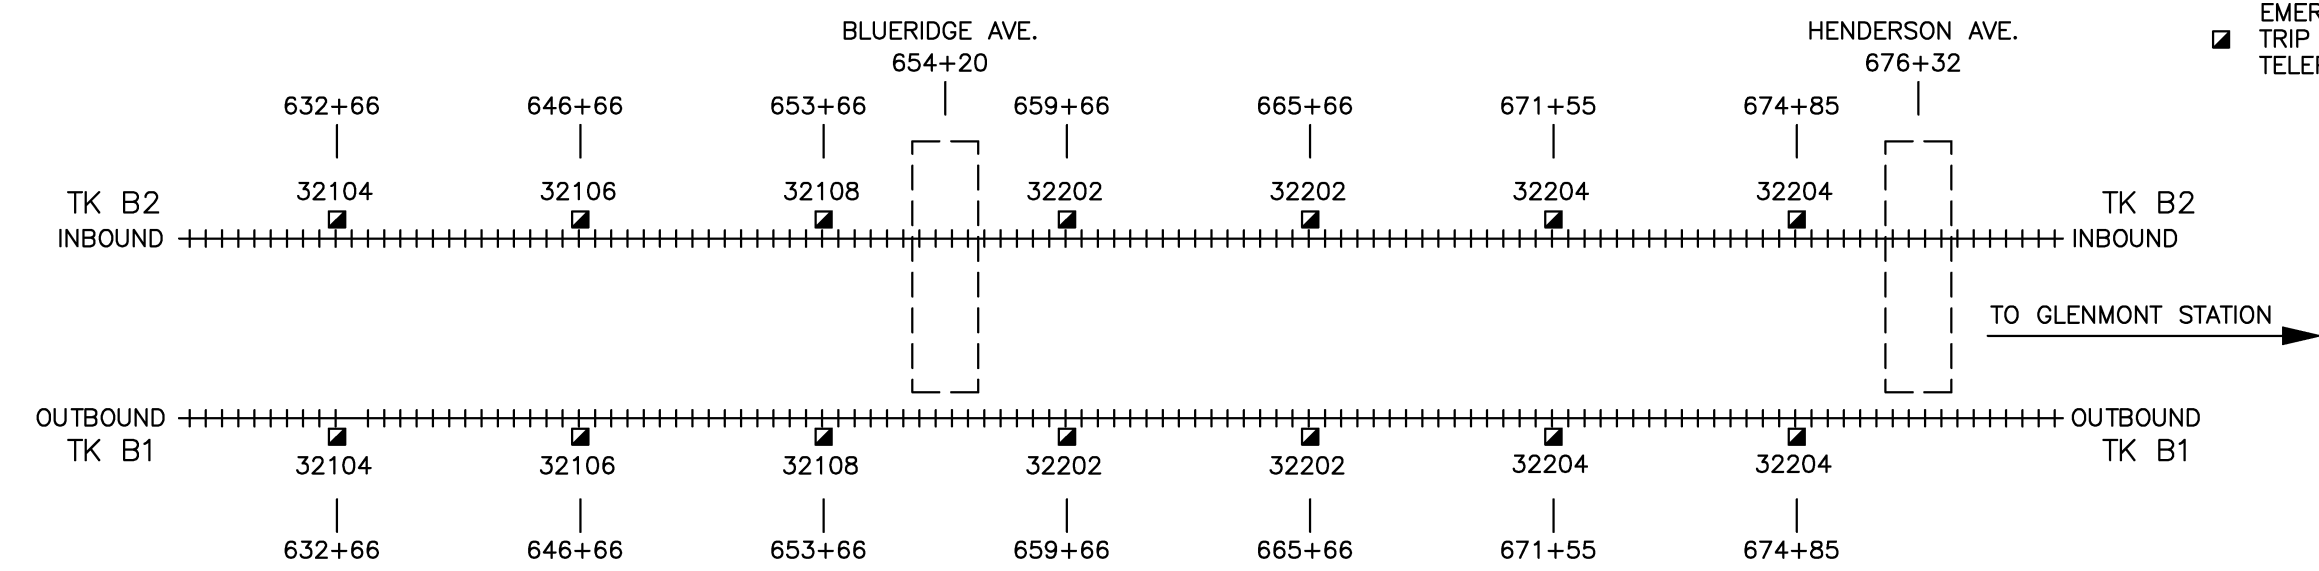 BLUERIDGE AVE.
654+20
HENDERSON AVE.
676+32
TRIP
632+66 646+66 653+66 659+66 665+66 671+55 674+85
32104 32106 32108 32202 32202 32204 32204
TK B2 TK B2
INBOUND INBOUND
TO GLENMONT STATION
OUTBOUND OUTBOUND
TK B1 TK B1
32104 32106 32108 32202 32202 32204 32204
632+66 646+66 653+66 659+66 665+66 671+55 674+85